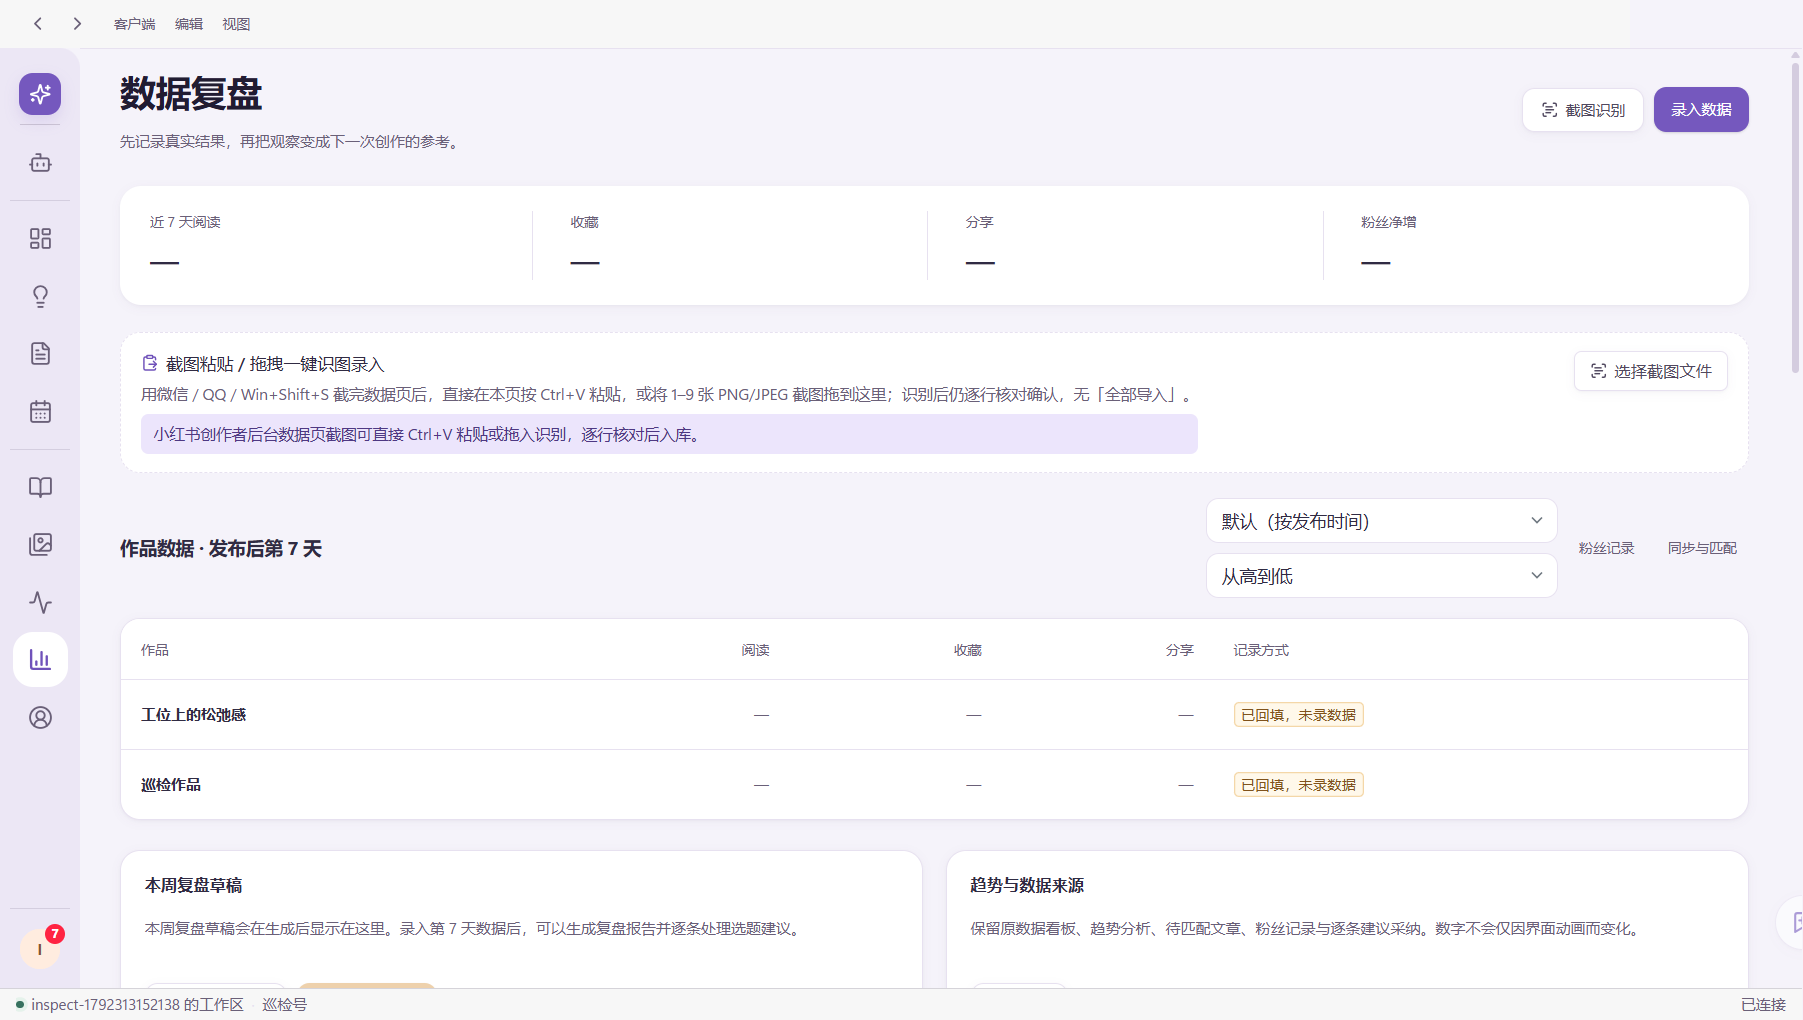 客户端 编辑 视图
数据复盘
先记录真实结果，再把观察变成下一次创作的参考。
截图识别 录入数据
近 7 天阅读 收藏 分享 粉丝净增
— — — —
截图粘贴 / 拖拽一键识图录入
用微信 / QQ / Win+Shift+S 截完数据页后，直接在本页按 Ctrl+V 粘贴，或将 1–9 张 PNG/JPEG 截图拖到这里；识别后仍逐行核对确认，无「全部导入」。
选择截图文件
小红书创作者后台数据页截图可直接 Ctrl+V 粘贴或拖入识别，逐行核对后入库。
作品数据 · 发布后第 7 天
默认（按发布时间）
从高到低
粉丝记录 同步与匹配
作品 阅读 收藏 分享 记录方式
工位上的松弛感 — — — 已回填，未录数据
巡检作品 — — — 已回填，未录数据
本周复盘草稿
本周复盘草稿会在生成后显示在这里。录入第 7 天数据后，可以生成复盘报告并逐条处理选题建议。
趋势与数据来源
保留原数据看板、趋势分析、待匹配文章、粉丝记录与逐条建议采纳。数字不会仅因界面动画而变化。
I 7
inspect-1792313152138 的工作区 · 巡检号
已连接